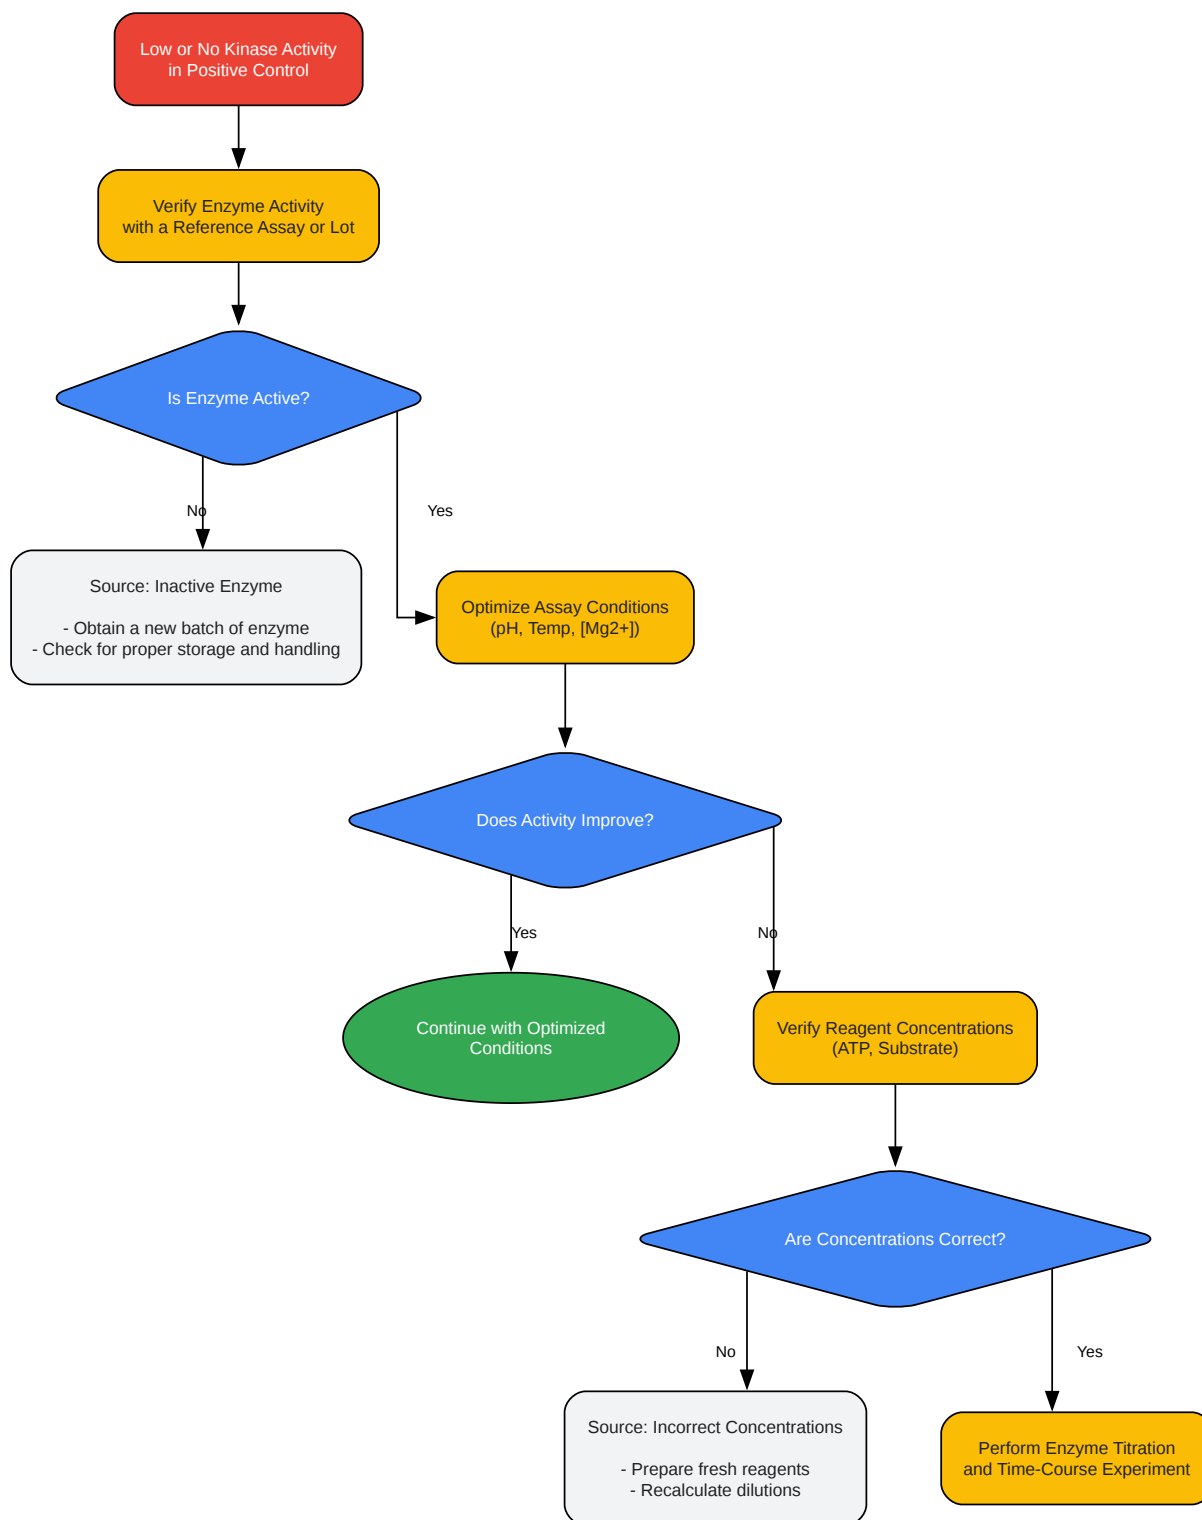 Low or No Kinase Activity
in Positive Control
Verify Enzyme Activity
with a Reference Assay or Lot
Is Enzyme Active?
No
Yes
Source: Inactive Enzyme
- Obtain a new batch of enzyme
- Check for proper storage and handling
Optimize Assay Conditions
(pH, Temp, [Mg2+])
Does Activity Improve?
Yes
No
Continue with Optimized
Conditions
Verify Reagent Concentrations
(ATP, Substrate)
Are Concentrations Correct?
No
Yes
Source: Incorrect Concentrations
- Prepare fresh reagents
- Recalculate dilutions
Perform Enzyme Titration
and Time-Course Experiment